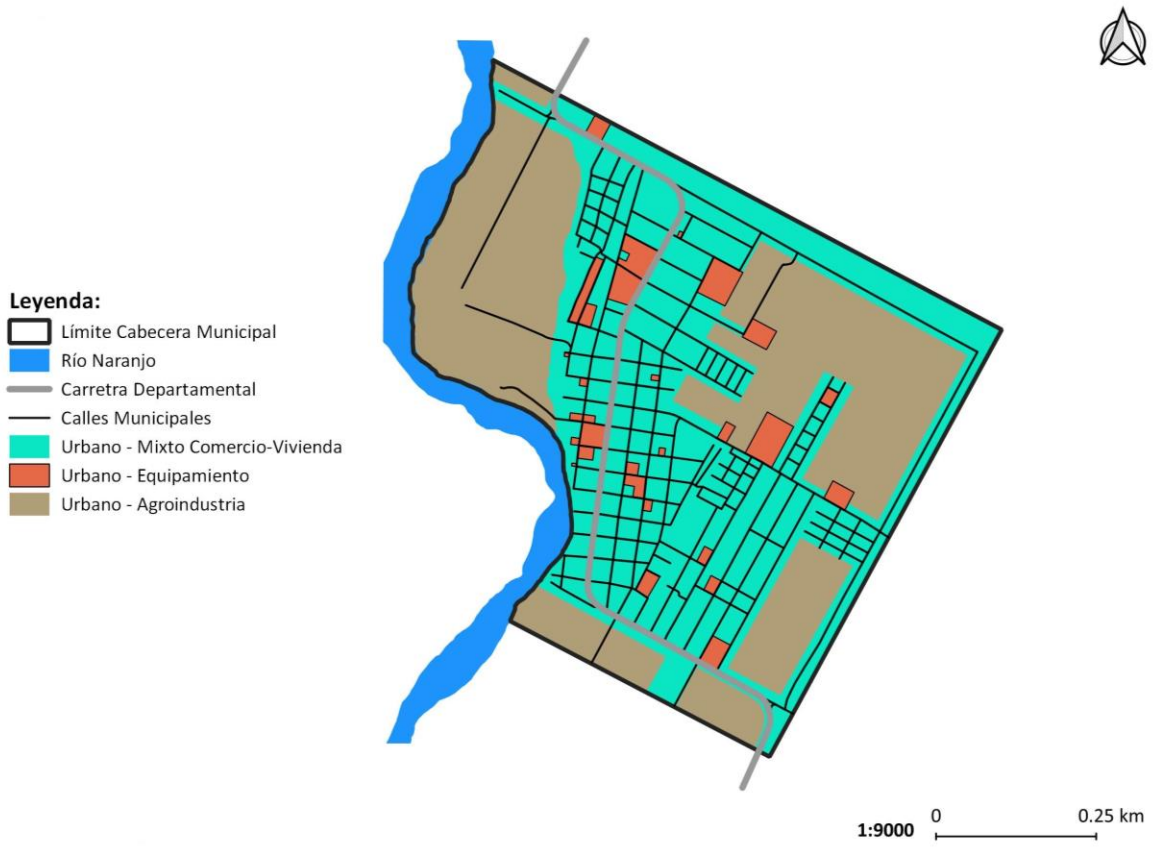 Leyenda:
Límite Cabecera Municipal
Río Naranjo
Carretra Departamental
Calles Municipales
Urbano - Mixto Comercio-Vivienda
Urbano - Equipamiento
Urbano - Agroindustria
1:9000
0
0.25 km